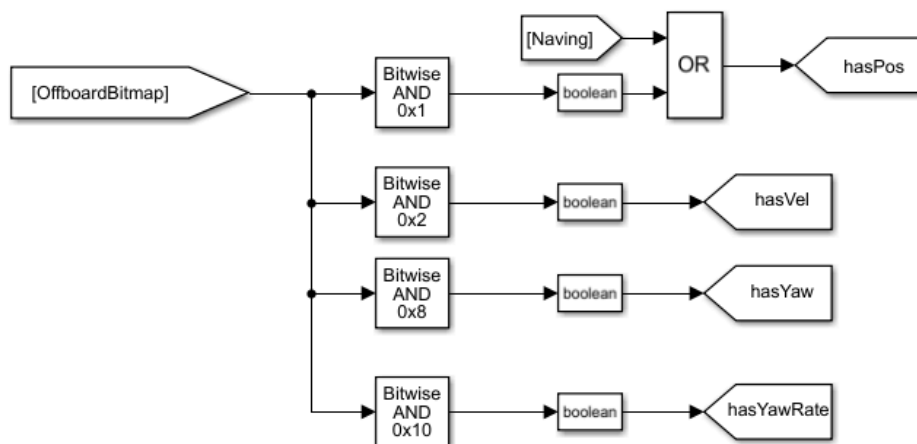 [Naving]
OR
hasPos
[OffboardBitmap]
Bitwise
AND
0x1
boolean
Bitwise
AND
0x2
boolean
hasVel
Bitwise
AND
0x8
boolean
hasYaw
Bitwise
AND
0x10
boolean
hasYawRate